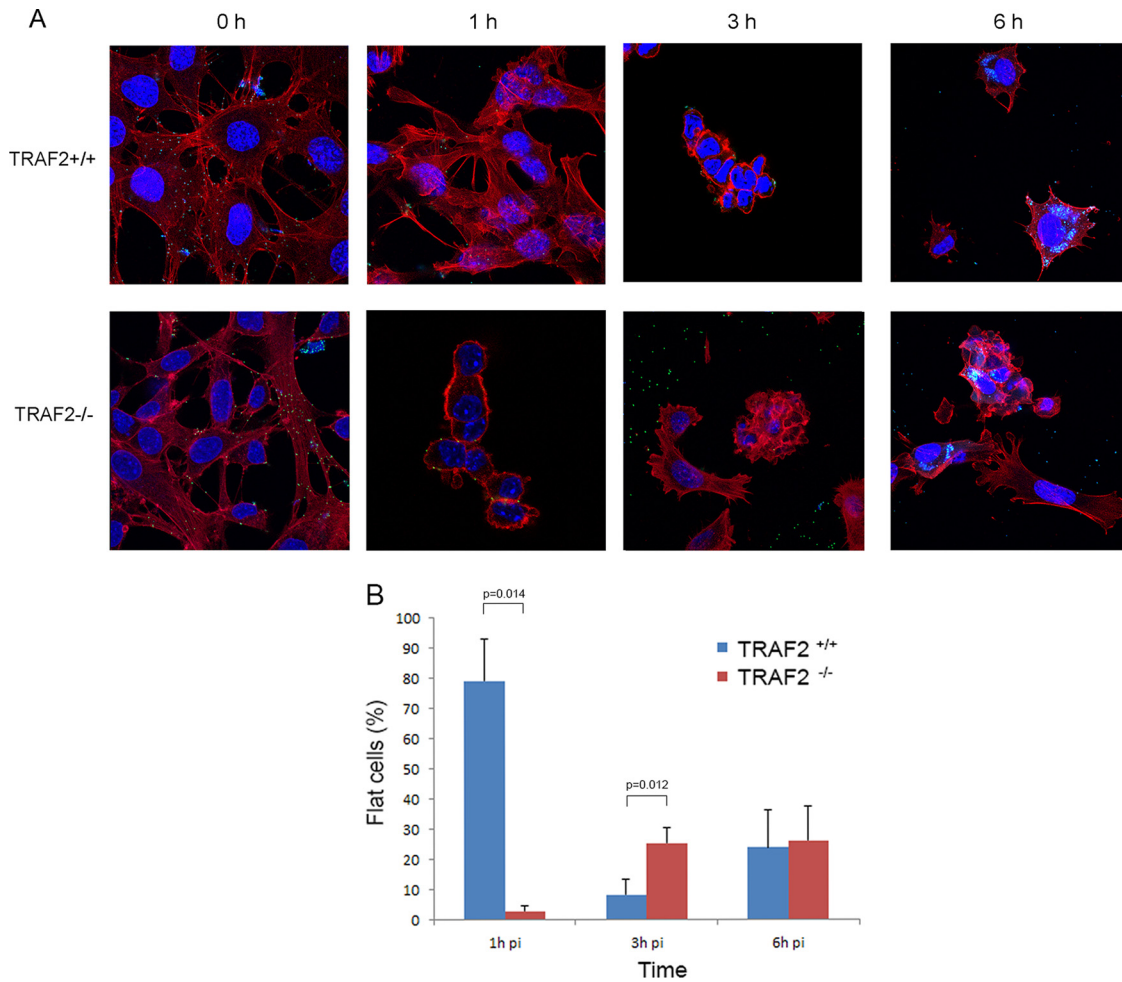 A
0 h
1 h
3 h
6 h
TRAF2+/+
TRAF2-/-
B
p=0.014
100
90
80
70
60
50
40
30
20
10
0
Flat cells (%)
TRAF2 +/+
TRAF2 -/-
p=0.012
1h pi
3h pi
6h pi
Time